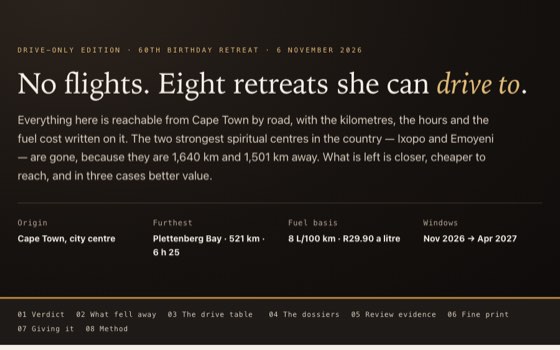 DRIVE-ONLY EDITION · 60TH BIRTHDAY RETREAT · 6 NOVEMBER 2026
No flights. Eight retreats she can drive to.
Everything here is reachable from Cape Town by road, with the kilometres, the hours and the
fuel cost written on it. The two strongest spiritual centres in the country — Ixopo and Emoyeni
— are gone, because they are 1,640 km and 1,501 km away. What is left is closer, cheaper to
reach, and in three cases better value.
Origin
Cape Town, city centre
Furthest
Plettenberg Bay · 521 km ·
6 h 25
Fuel basis
8 L/100 km · R29.90 a litre
Windows
Nov 2026 → Apr 2027
01 Verdict 02 What fell away 03 The drive table 04 The dossiers 05 Review evidence 06 Fine print
07 Giving it 08 Method